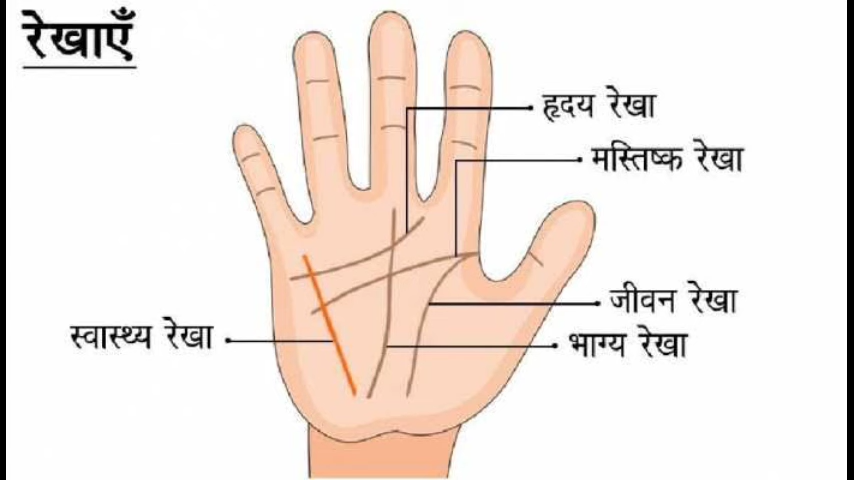 रेखाएँ
हृदय रेखा
मस्तिष्क रेखा
जीवन रेखा
स्वास्थ्य रेखा
भाग्य रेखा